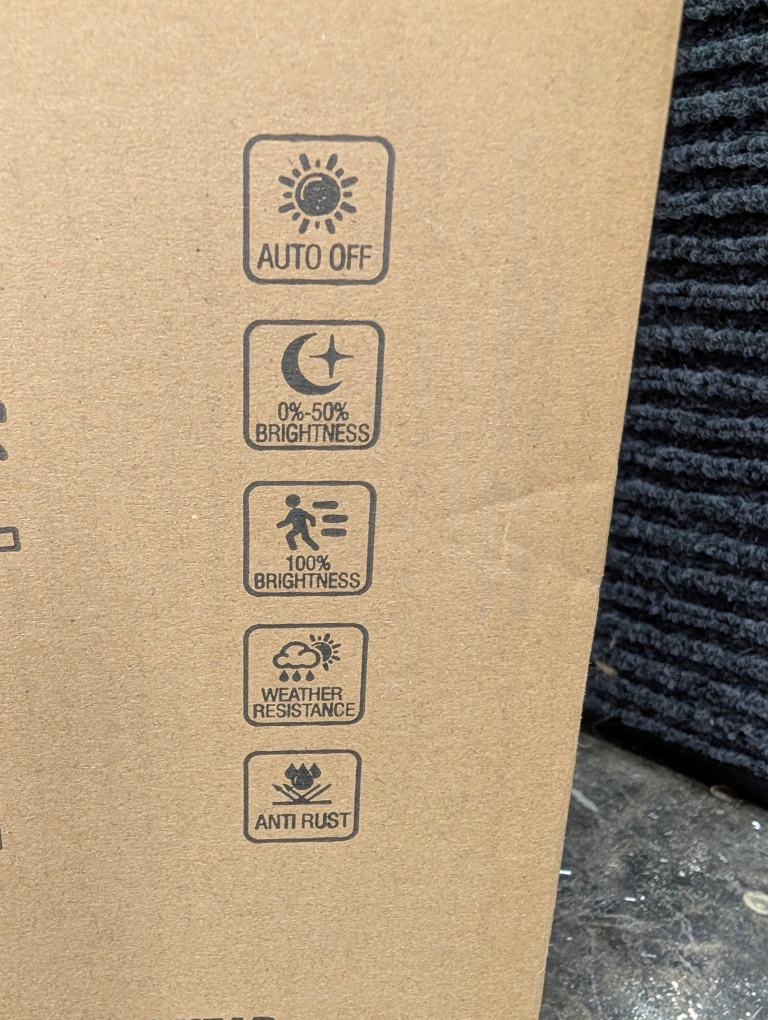 AUTO OFF
0%-50%
BRIGHTNESS
100%
BRIGHTNESS
WEATHER
RESISTANCE
ANTI RUST